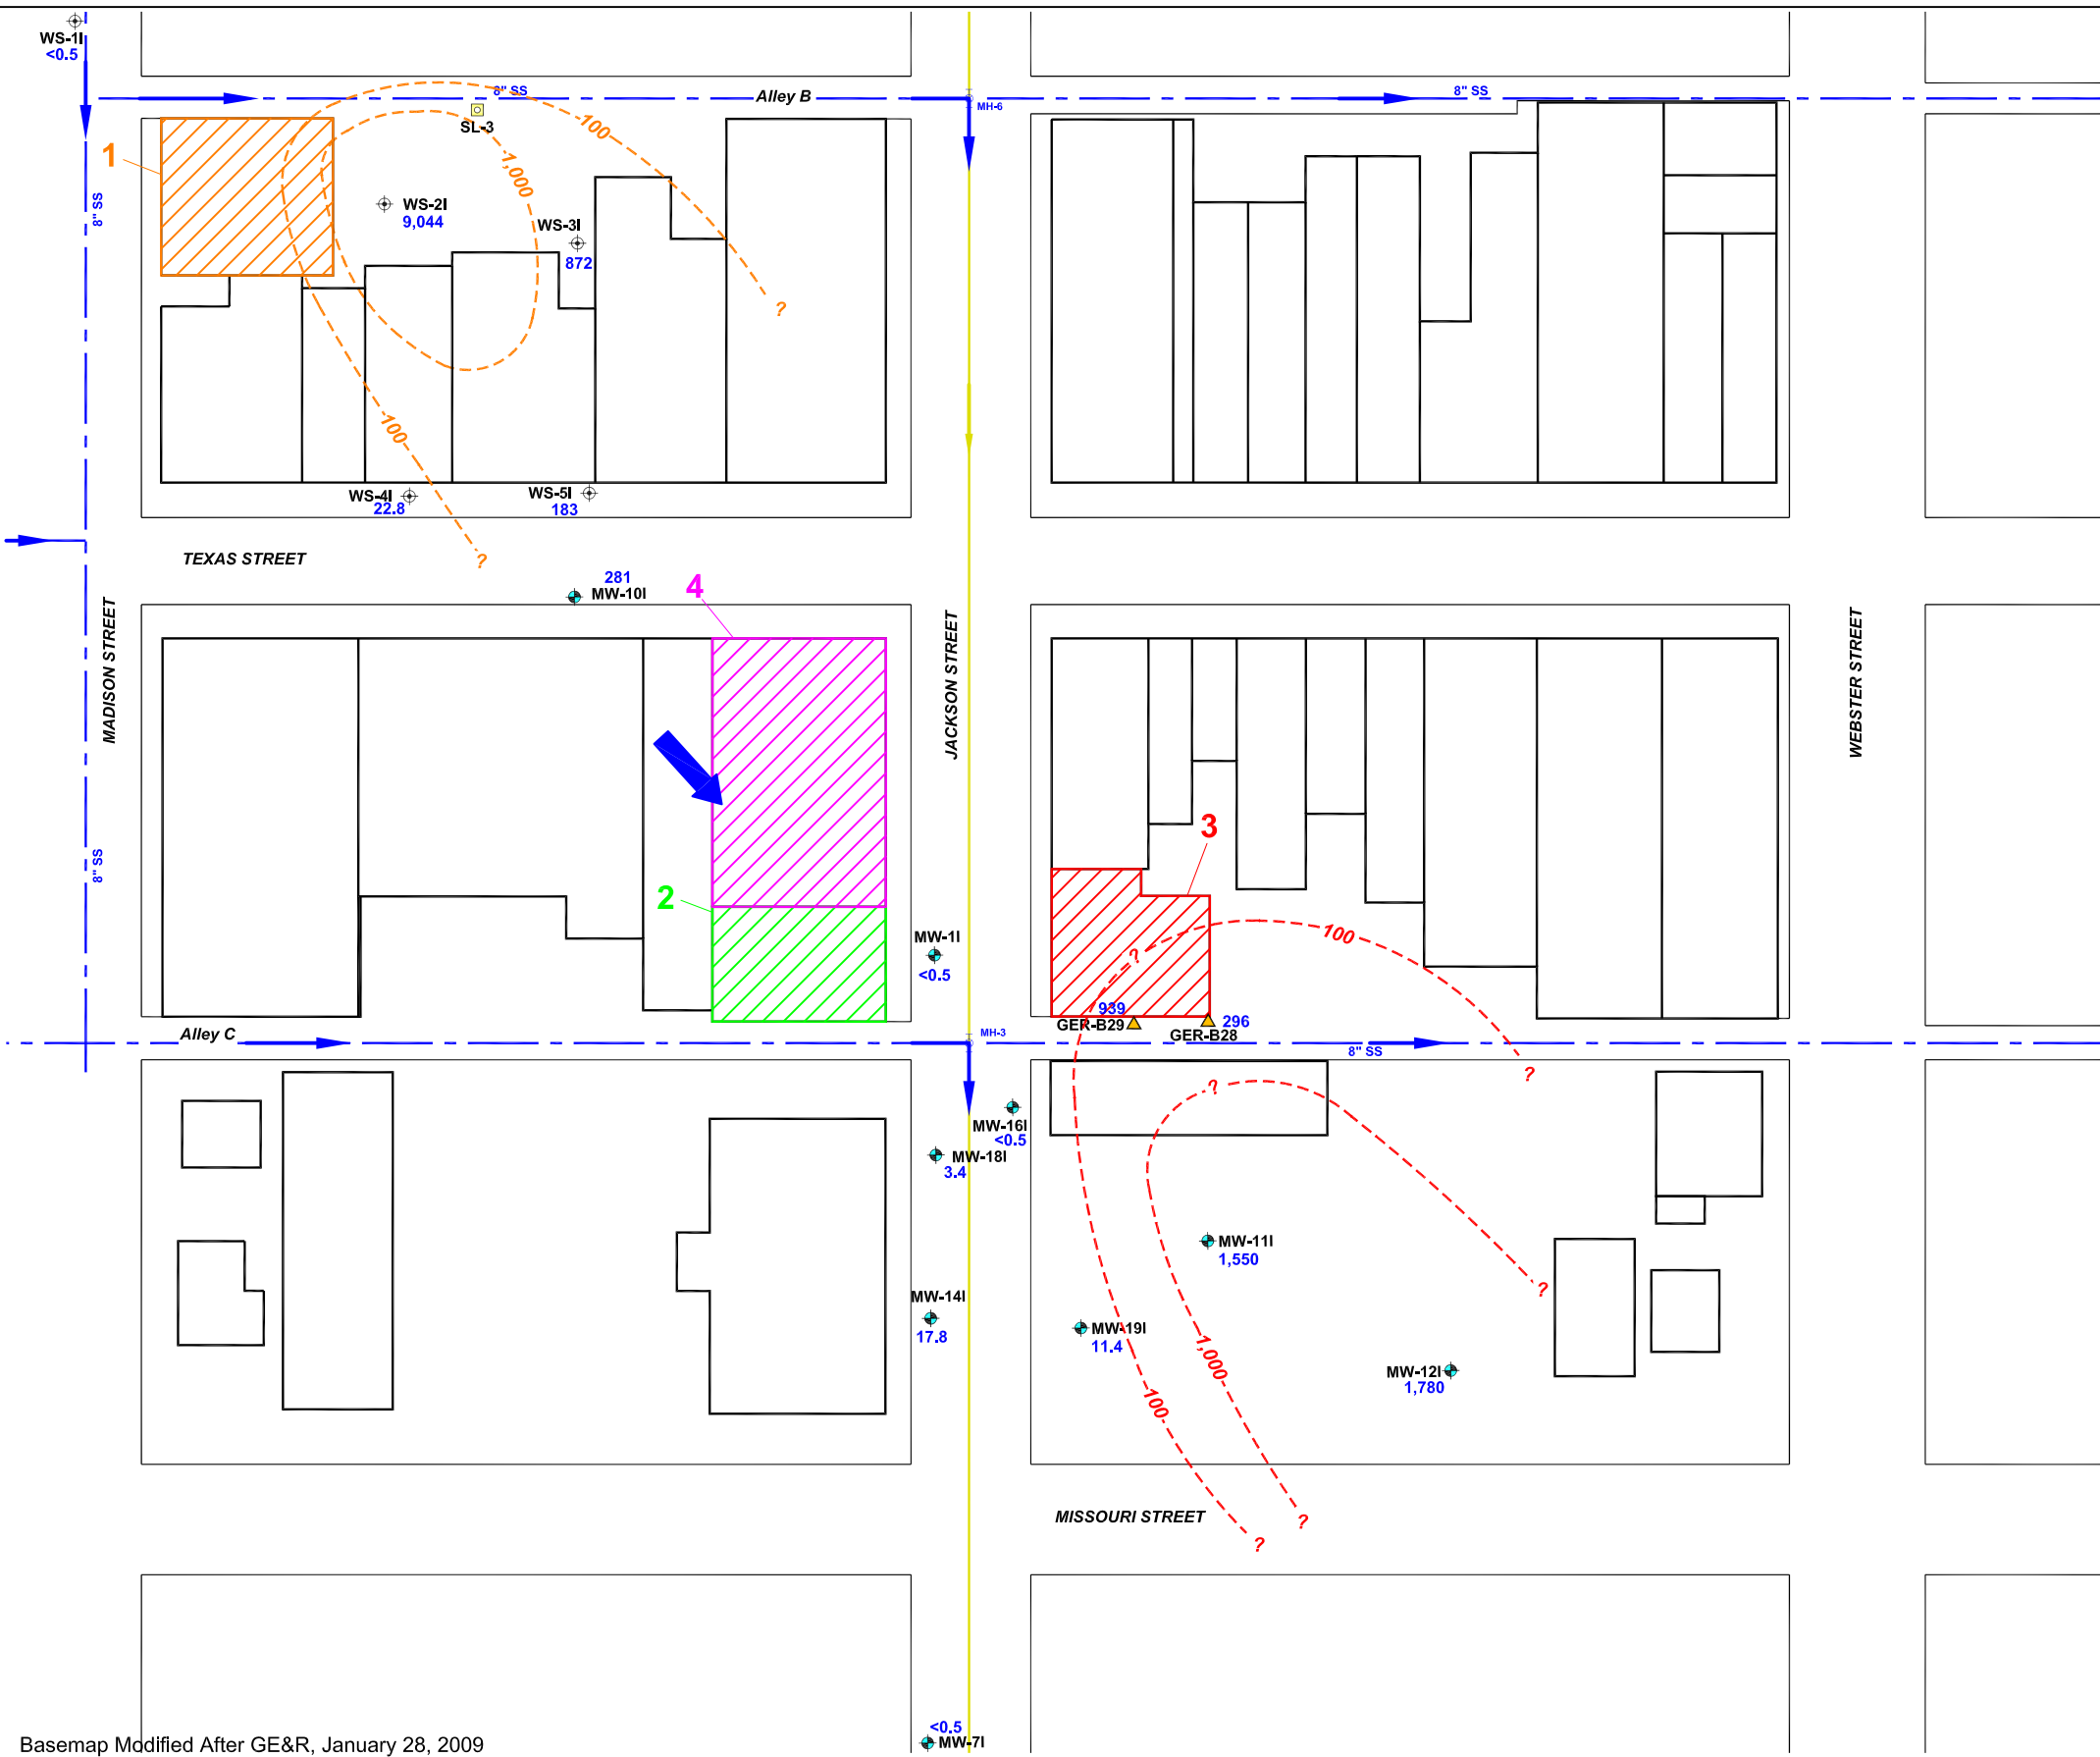 WS-1I
<0.5
8" SS
Alley B
8" SS
MH-6
SL-3
100
1
1,000
8" SS
WS-2I
9,044
WS-3I
872
?
100
WS-4I
22.8
WS-5I
183
TEXAS STREET
?
281
MW-10I
4
MADISON STREET
JACKSON STREET
WEBSTER STREET
3
8" SS
2
100
MW-1I
<0.5
?
939
GER-B29
296
GER-B28
Alley C
MH-3
8" SS
?
?
MW-16I
<0.5
MW-18I
3.4
MW-11I
1,550
?
MW-14I
17.8
MW-19I
11.4
1,000
MW-12I
1,780
100
MISSOURI STREET
?
?
<0.5
MW-7I
Basemap Modified After GE&R, January 28, 2009